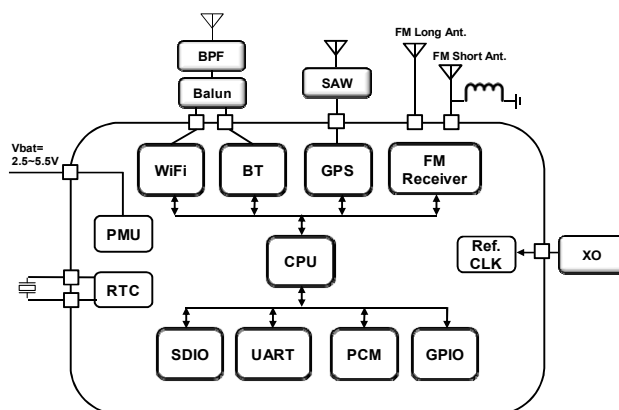 FM Long Ant.
BPF
FM Short Ant.
SAW
Balun
Vbat=
2.5~5.5V
WiFi
BT
GPS
FM
Receiver
PMU
CPU
Ref.
CLK
XO
RTC
SDIO
UART
PCM
GPIO